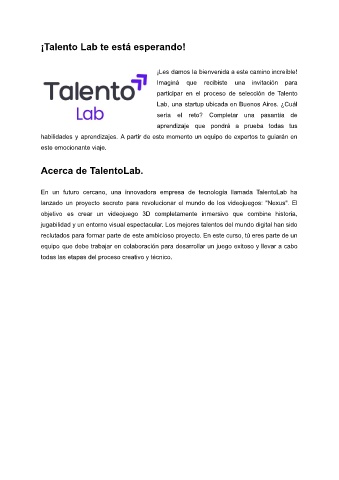 ¡Talento Lab te está esperando!
Talento
Lab
¡Les damos la bienvenida a este camino increíble!
Imaginá que recibiste una invitación para
participar en el proceso de selección de Talento
Lab, una startup ubicada en Buenos Aires. ¿Cuál
sería el reto? Completar una pasantía de
aprendizaje que pondrá a prueba todas tus
habilidades y aprendizajes. A partir de este momento un equipo de expertos te guiarán en
este emocionante viaje.
Acerca de TalentoLab.
En un futuro cercano, una innovadora empresa de tecnología llamada TalentoLab ha
lanzado un proyecto secreto para revolucionar el mundo de los videojuegos: "Nexus". El
objetivo es crear un videojuego 3D completamente inmersivo que combine historia,
jugabilidad y un entorno visual espectacular. Los mejores talentos del mundo digital han sido
reclutados para formar parte de este ambicioso proyecto. En este curso, tú eres parte de un
equipo que debe trabajar en colaboración para desarrollar un juego exitoso y llevar a cabo
todas las etapas del proceso creativo y técnico.